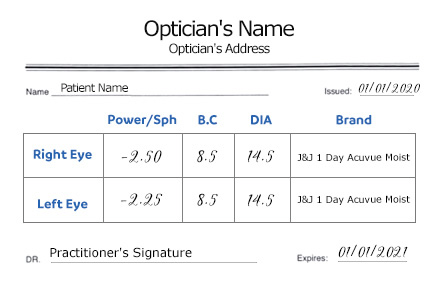 Optician's Name
Optician's Address
Name Patient Name Issued: 01/01/2020
Power/Sph B.C DIA Brand
Right Eye -2.50 8.5 14.5 J&J 1 Day Acuvue Moist
Left Eye -2.25 8.5 14.5 J&J 1 Day Acuvue Moist
DR. Practitioner's Signature Expires: 01/01/2021